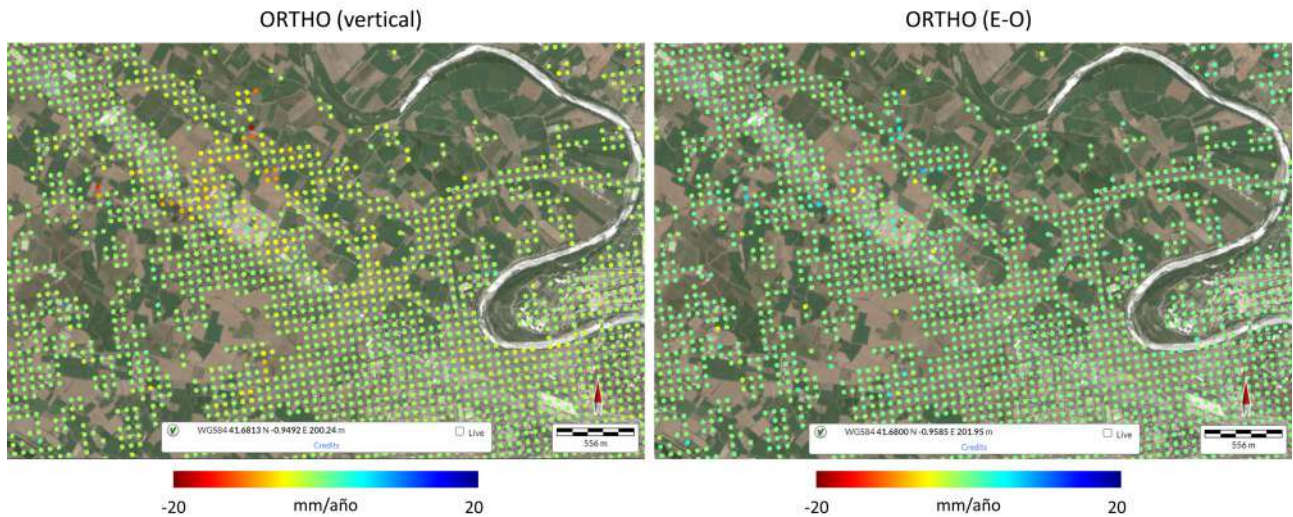 ORTHO (vertical)
ORTHO (E-O)
WGS84 41.6813 N -0.9492 E 200.24 m
Live
Credits
556 m
WGS84 41.6800 N -0.9585 E 201.95 m
Live
Credits
556 m
-20 mm/año 20
-20 mm/año 20